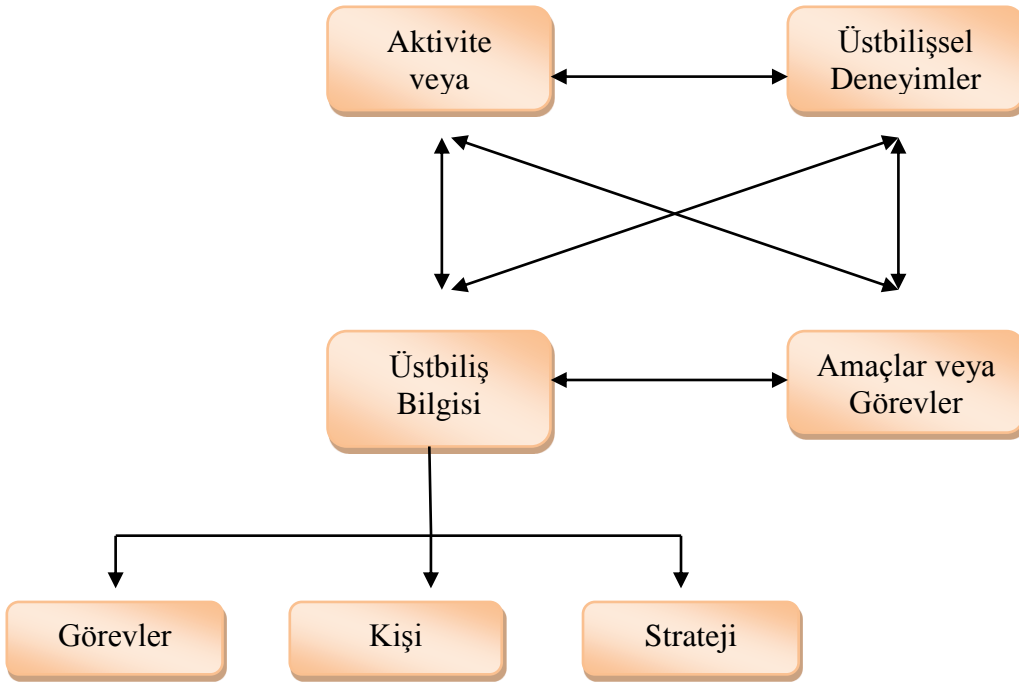 Aktivite
veya
Üstbilişsel
Deneyimler
Üstbiliş
Bilgisi
Amaçlar veya
Görevler
Görevler
Kişi
Strateji